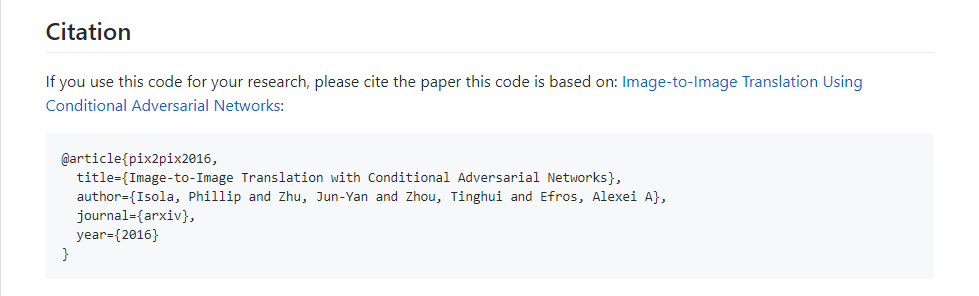 Citation
If you use this code for your research, please cite the paper this code is based on: Image-to-Image Translation Using
Conditional Adversarial Networks:
@article{pix2pix2016,
  title={Image-to-Image Translation with Conditional Adversarial Networks},
  author={Isola, Phillip and Zhu, Jun-Yan and Zhou, Tinghui and Efros, Alexei A},
  journal={arxiv},
  year={2016}
}